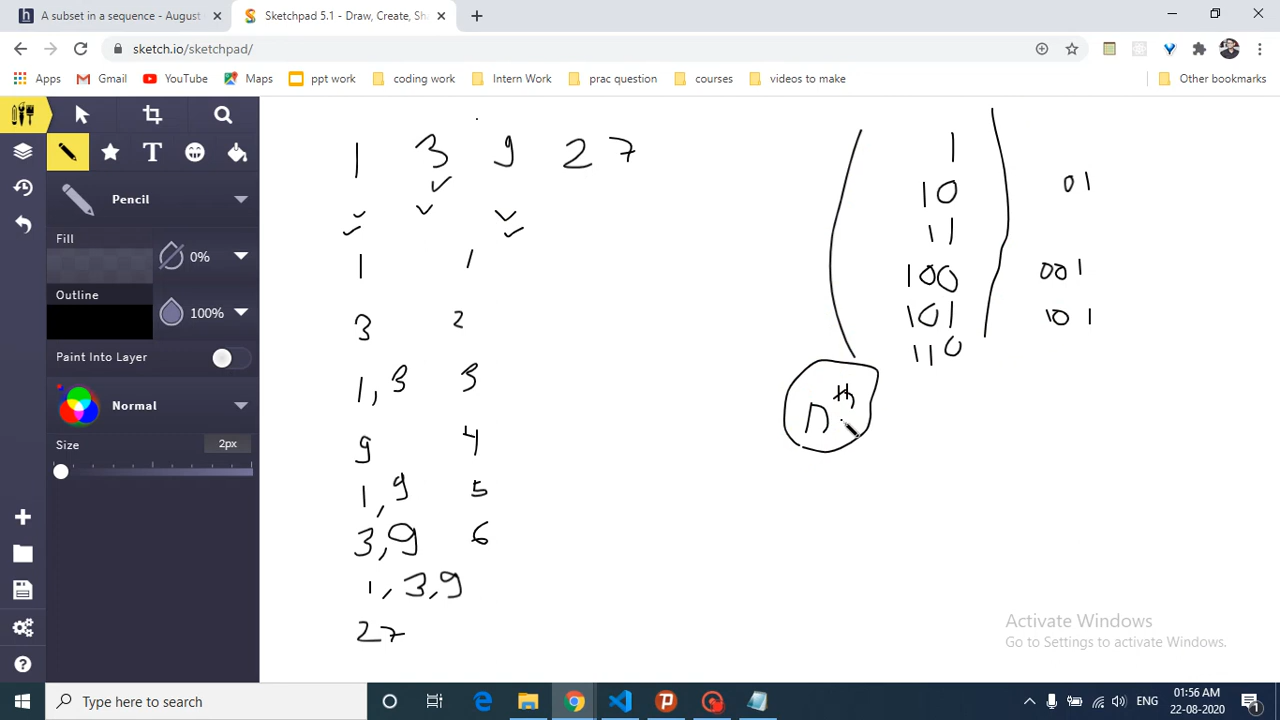 A subset in a sequence - August
Sketchpad 5.1 - Draw, Create, Sh
sketch.io/sketchpad/
Apps Gmail YouTube Maps ppt work coding work Intern Work prac question courses videos to make Other bookmarks
Pencil
Fill
0%
Outline
100%
Paint Into Layer
Normal
Size
2px
1 3 9 27
1 1
3 2
1,3 3
9 4
1,9 5
3,9 6
1,3,9
27
1
10 01
11
100 001
101 101
110
nth
Activate Windows
Go to Settings to activate Windows.
Type here to search
ENG
01:56 AM
22-08-2020